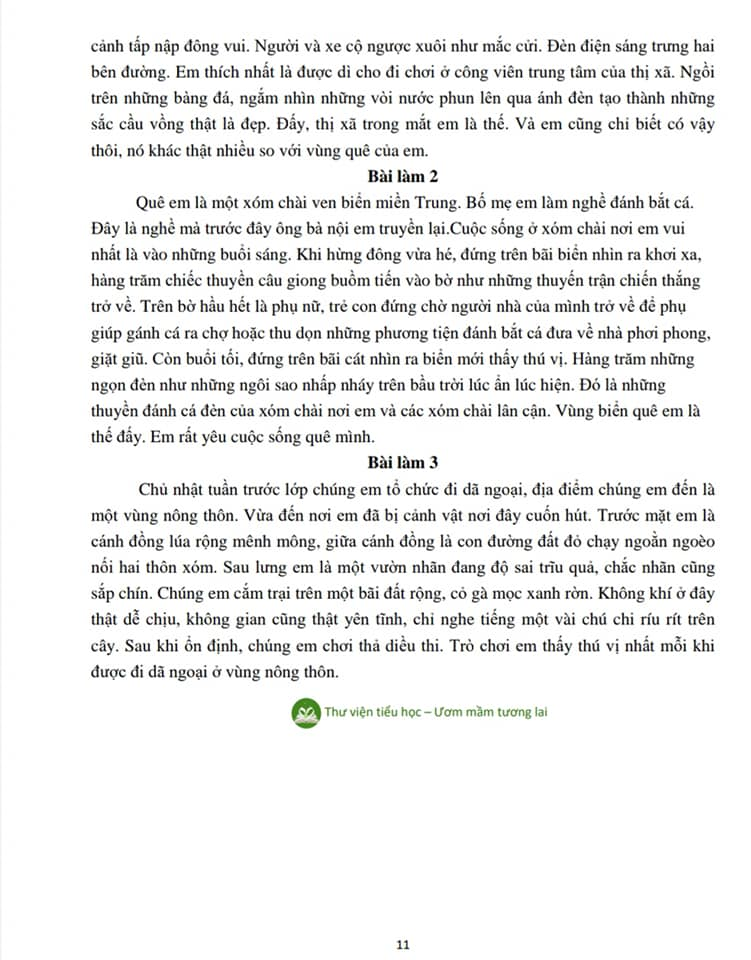 cảnh tấp nập đông vui. Người và xe cộ ngược xuôi như mắc cửi. Đèn điện sáng trưng hai
bên đường. Em thích nhất là được dì cho đi chơi ở công viên trung tâm của thị xã. Ngồi
trên những bảng đá, ngắm nhìn những vòi nước phun lên qua ánh đèn tạo thành những
sắc cầu vồng thật là đẹp. Đấy, thị xã trong mắt em là thế. Và em cũng chỉ biết có vậy
thôi, nó khác thật nhiều so với vùng quê của em.
Bài làm 2
Quê em là một xóm chài ven biển miền Trung. Bố mẹ em làm nghề đánh bắt cá.
Đây là nghề mà trước đây ông bà nội em truyền lại.Cuộc sống ở xóm chài nơi em vui
nhất là vào những buổi sáng. Khi hừng đông vừa hé, đứng trên bãi biển nhìn ra khơi xa,
hàng trăm chiếc thuyền câu giong buồm tiến vào bờ như những thuyến trận chiến thắng
trở về. Trên bờ hầu hết là phụ nữ, trẻ con đứng chờ người nhà của mình trở về để phụ
giúp gánh cá ra chợ hoặc thu dọn những phương tiện đánh bắt cá đưa về nhà phơi phong,
giặt giũ. Còn buổi tối, đứng trên bãi cát nhìn ra biển mới thấy thú vị. Hàng trăm những
ngọn đèn như những ngôi sao nhấp nháy trên bầu trời lúc ẩn lúc hiện. Đó là những
thuyền đánh cá đèn của xóm chài nơi em và các xóm chài lân cận. Vùng biển quê em là
thế đấy. Em rất yêu cuộc sống quê mình.
Bài làm 3
Chủ nhật tuần trước lớp chúng em tổ chức đi dã ngoại, địa điểm chúng em đến là
một vùng nông thôn. Vừa đến nơi em đã bị cảnh vật nơi đây cuốn hút. Trước mặt em là
cánh đồng lúa rộng mênh mông, giữa cánh đồng là con đường đất đỏ chạy ngoằn ngoèo
nối hai thôn xóm. Sau lưng em là một vườn nhãn đang độ sai trĩu quả, chắc nhãn cũng
sắp chín. Chúng em cắm trại trên một bãi đất rộng, cỏ gà mọc xanh rờn. Không khí ở đây
thật dễ chịu, không gian cũng thật yên tĩnh, chỉ nghe tiếng một vài chú chi ríu rít trên
cây. Sau khi ổn định, chúng em chơi thả diều thi. Trò chơi em thấy thú vị nhất mỗi khi
được đi dã ngoại ở vùng nông thôn.
Thư viện tiểu học – Ươm mầm tương lai
11